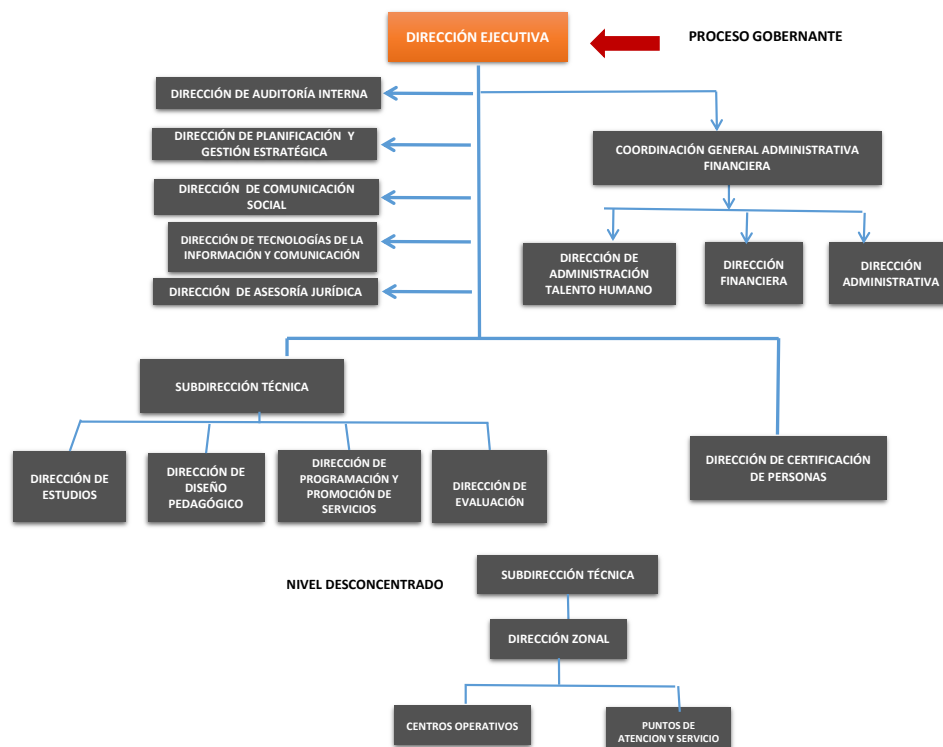 DIRECCIÓN EJECUTIVA
PROCESO GOBERNANTE
DIRECCIÓN DE AUDITORÍA INTERNA
DIRECCIÓN DE PLANIFICACIÓN Y
GESTIÓN ESTRATÉGICA
COORDINACIÓN GENERAL ADMINISTRATIVA
FINANCIERA
DIRECCIÓN DE COMUNICACIÓN
SOCIAL
DIRECCIÓN DE TECNOLOGÍAS DE LA
INFORMACIÓN Y COMUNICACIÓN
DIRECCIÓN DE ASESORÍA JURÍDICA
DIRECCIÓN DE
ADMINISTRACIÓN
TALENTO HUMANO
DIRECCIÓN
FINANCIERA
DIRECCIÓN
ADMINISTRATIVA
SUBDIRECCIÓN TÉCNICA
DIRECCIÓN DE
ESTUDIOS
DIRECCIÓN DE
DISEÑO
PEDAGÓGICO
DIRECCIÓN DE
PROGRAMACIÓN Y
PROMOCIÓN DE
SERVICIOS
DIRECCIÓN DE
EVALUACIÓN
DIRECCIÓN DE CERTIFICACIÓN
DE PERSONAS
NIVEL DESCONCENTRADO
SUBDIRECCIÓN TÉCNICA
DIRECCIÓN ZONAL
CENTROS OPERATIVOS
PUNTOS DE
ATENCION Y SERVICIO